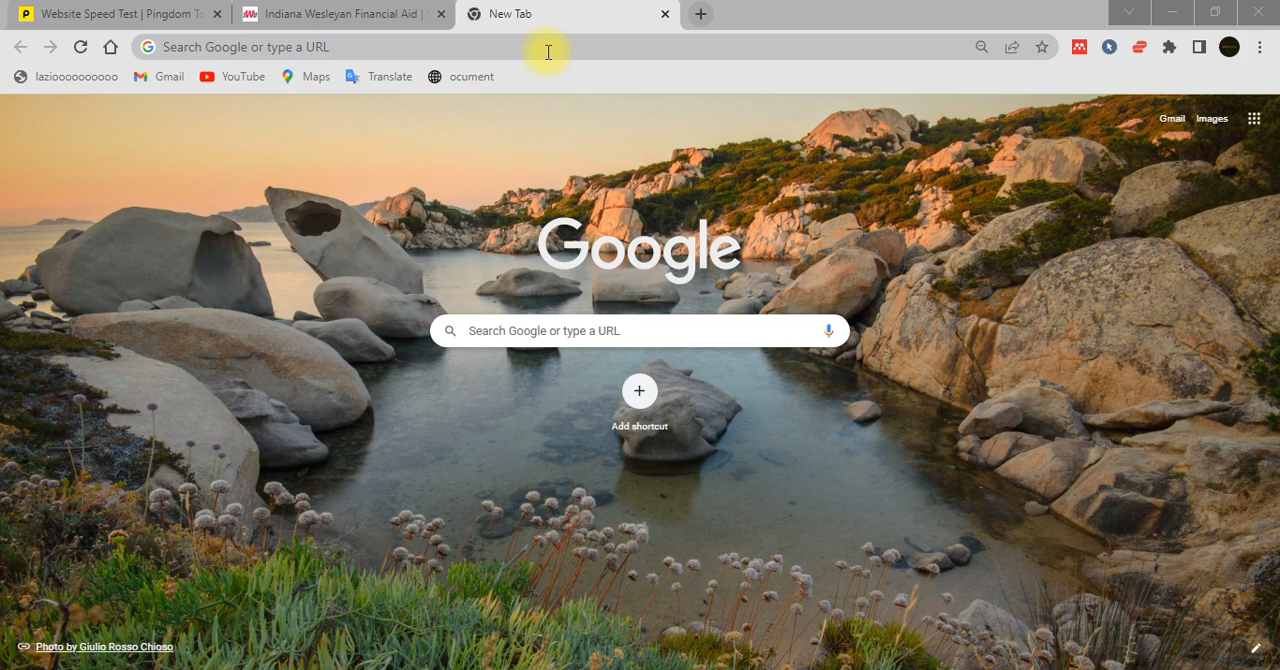 Website Speed Test | Pingdom To
Indiana Wesleyan Financial Aid |
New Tab
Search Google or type a URL
laziooooooooo
Gmail
YouTube
Maps
Translate
ocument
Gmail
Images
Google
Search Google or type a URL
Add shortcut
Photo by Giulio Rosso Chioso